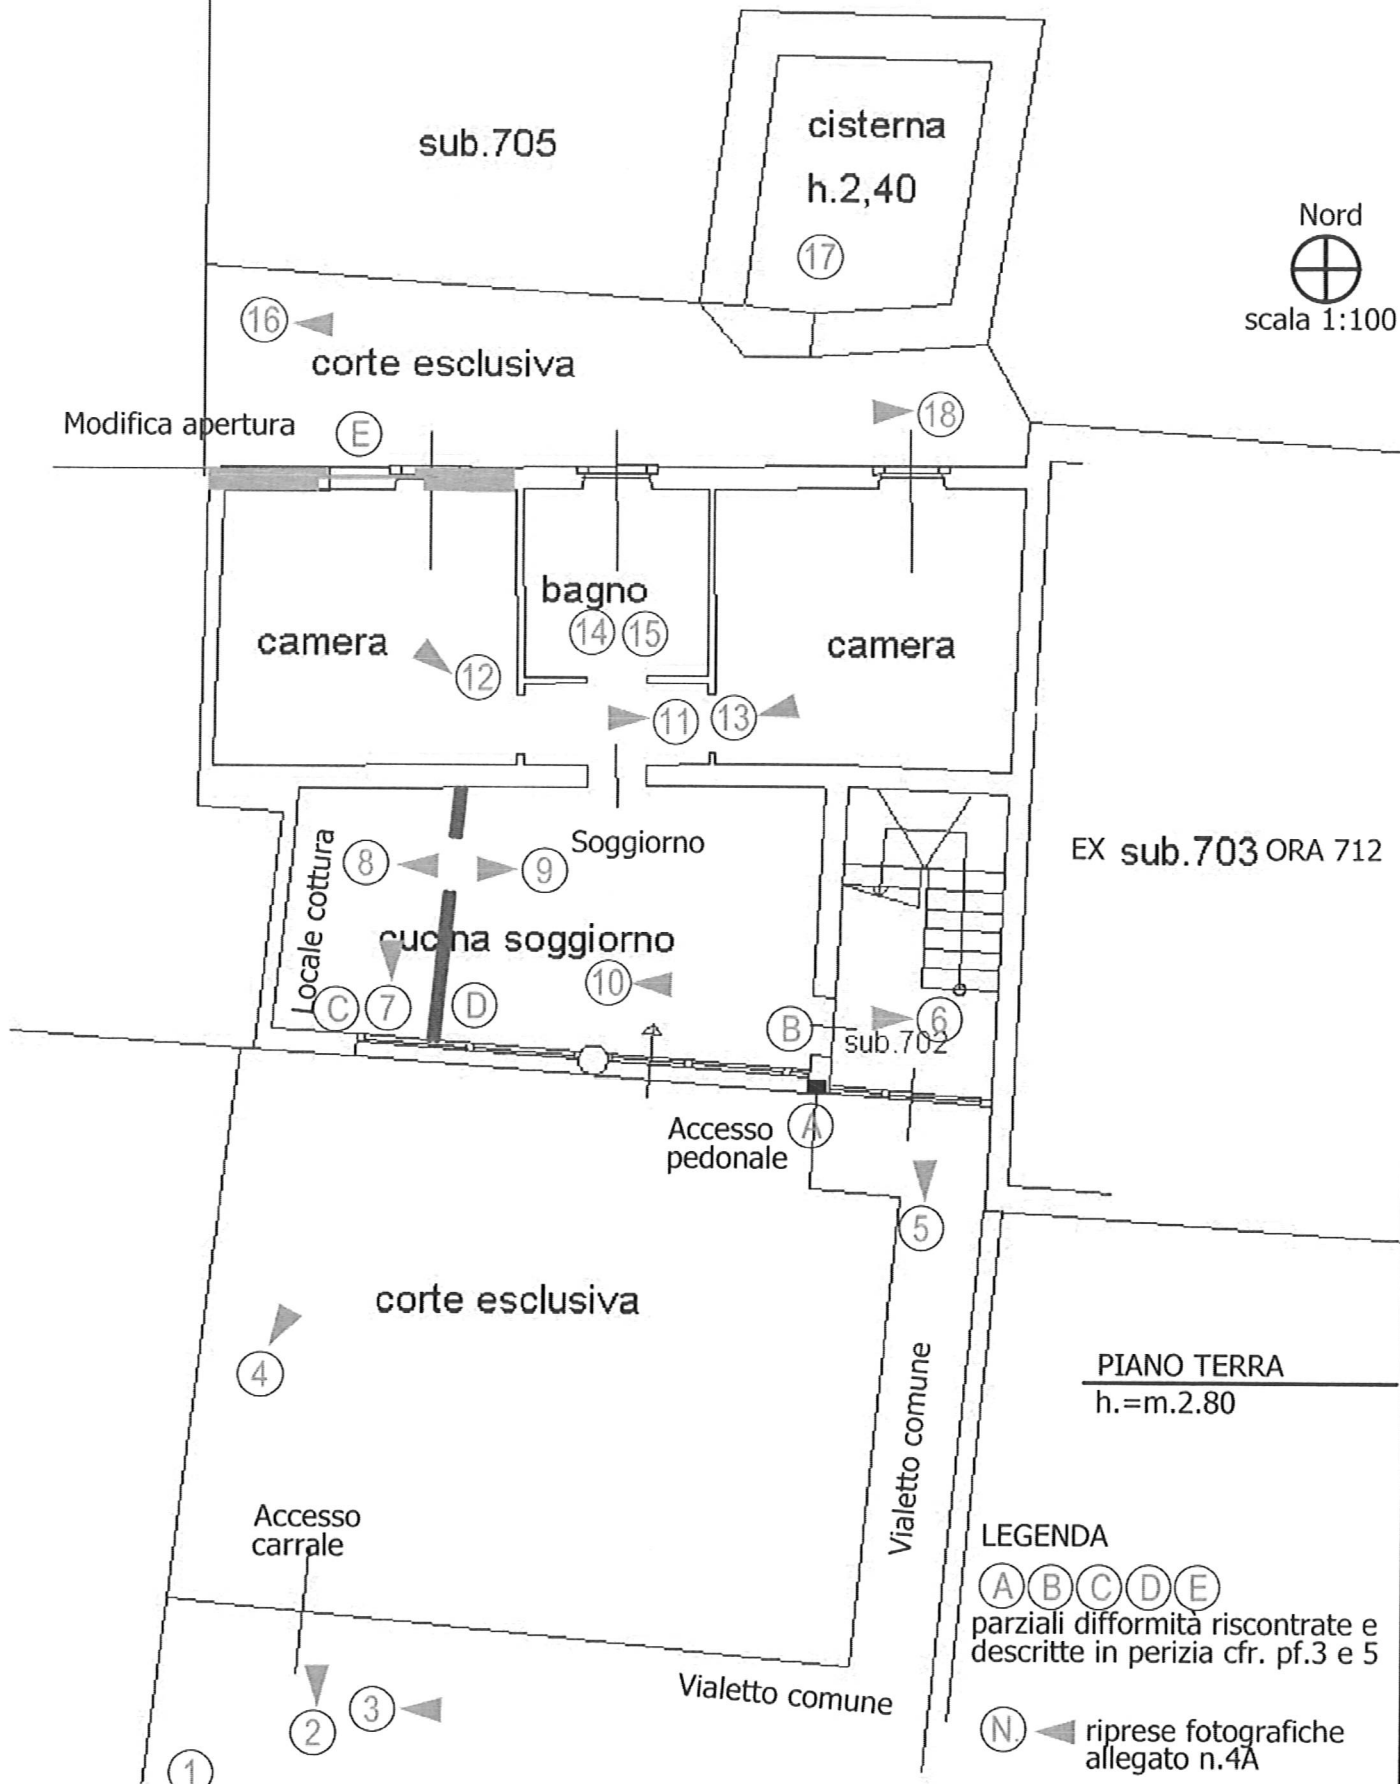 sub.705
cisterna
h.2,40
17
Nord
scala 1:100
16
corte esclusiva
18
Modifica apertura
E
bagno
14 15
camera
camera
12
11 13
Soggiorno
8 9
Locale cottura
cucina soggiorno
10
C 7 D
B
6
sub.702
EX sub.703 ORA 712
A
Accesso
pedonale
5
corte esclusiva
4
Vialetto comune
PIANO TERRA
h.=m.2.80
Accesso
carrale
LEGENDA
A B C D E
parziali difformità riscontrate e
descritte in perizia cfr. pf.3 e 5
Vialetto comune
3
2
1
N. riprese fotografiche
allegato n.4A